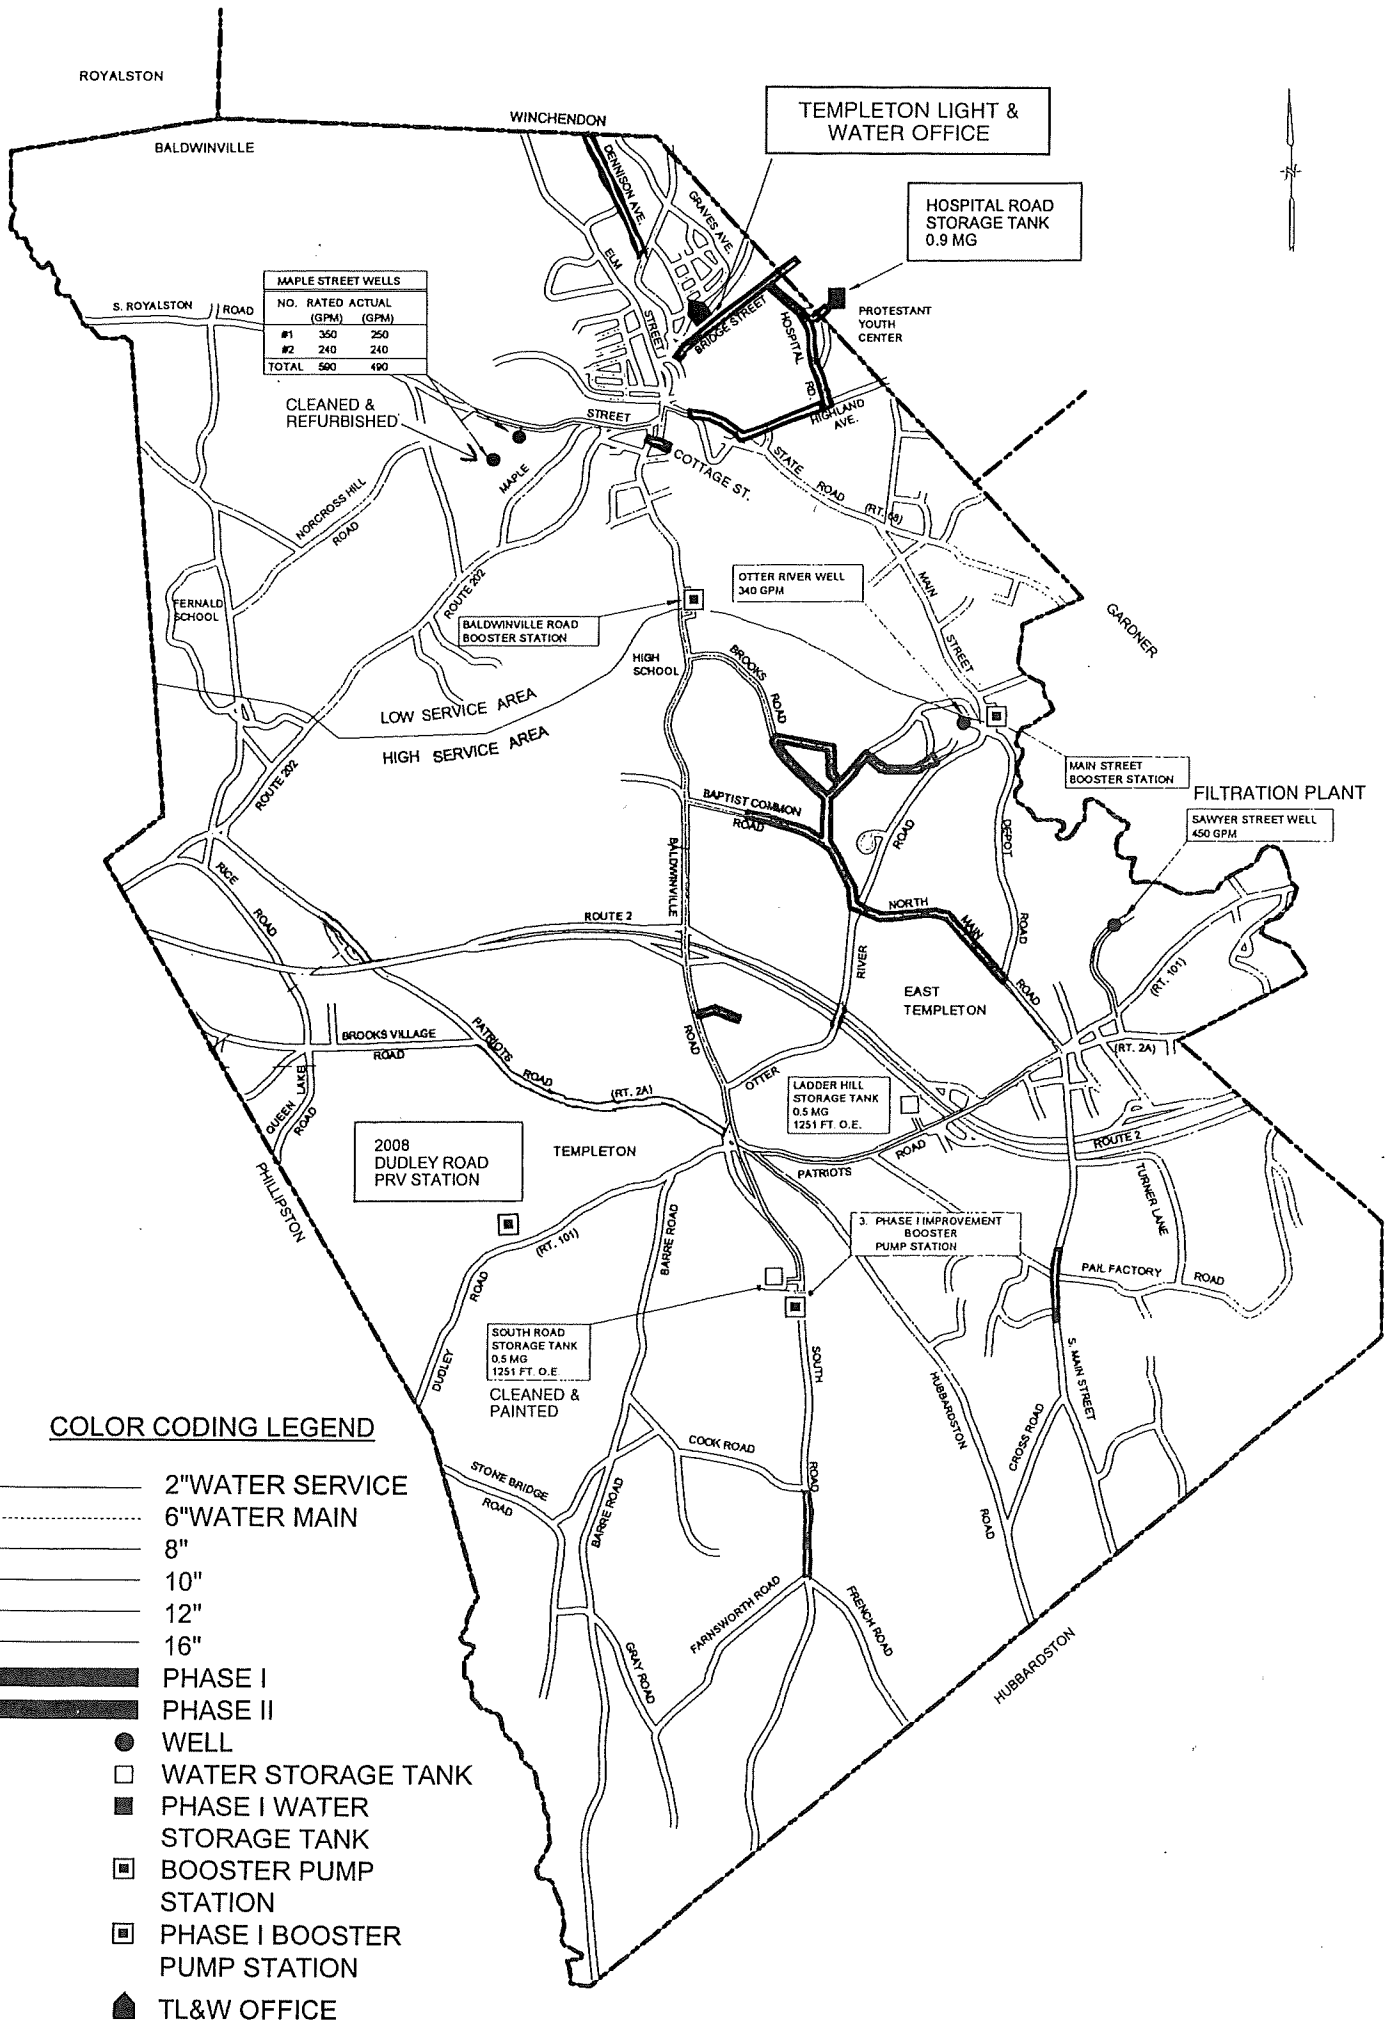 ROYALSTON
WINCHENDON
BALDWINVILLE
TEMPLETON LIGHT &
WATER OFFICE
HOSPITAL ROAD
STORAGE TANK
0.9 MG
DENNISON AVE.
GRAVES AVE.
ELM
STREET
BRIDGE STREET
HOSPITAL
RD.
PROTESTANT
YOUTH
CENTER
MAPLE STREET WELLS
NO. RATED ACTUAL
(GPM) (GPM)
#1 350 250
#2 240 240
TOTAL 590 490
S. ROYALSTON
ROAD
CLEANED &
REFURBISHED
STREET
MAPLE
HIGHLAND
AVE.
COTTAGE ST.
STATE
ROAD
(RT. 68)
NORCROSS HILL
ROAD
MAIN
STREET
OTTER RIVER WELL
340 GPM
FERNALD
SCHOOL
ROUTE 202
BALDWINVILLE ROAD
BOOSTER STATION
HIGH
SCHOOL
BROOKS
ROAD
GARDNER
LOW SERVICE AREA
HIGH SERVICE AREA
ROUTE 202
MAIN STREET
BOOSTER STATION
FILTRATION PLANT
SAWYER STREET WELL
450 GPM
BAPTIST COMMON
ROAD
ROAD
DEPOT
ROAD
BALDWINVILLE
ROAD
RICE
ROAD
ROUTE 2
NORTH
MAIN
ROAD
RIVER
EAST
TEMPLETON
(RT. 101)
(RT. 2A)
BROOKS VILLAGE
ROAD
PATRIOTS
ROAD
(RT. 2A)
QUEEN LAKE
ROAD
OTTER
LADDER HILL
STORAGE TANK
0.5 MG
1251 FT. O.E.
2008
DUDLEY ROAD
PRV STATION
TEMPLETON
PATRIOTS
ROAD
ROUTE 2
TURNER LANE
PHILLIPSTON
(RT. 101)
BARRE ROAD
3. PHASE I IMPROVEMENT
BOOSTER
PUMP STATION
PAIL FACTORY
ROAD
DUDLEY
ROAD
SOUTH ROAD
STORAGE TANK
0.5 MG
1251 FT. O.E.
CLEANED &
PAINTED
SOUTH
ROAD
HUBBARDSTON
ROAD
S. MAIN STREET
CROSS ROAD
COOK ROAD
STONE BRIDGE
ROAD
BARRE ROAD
FARNSWORTH ROAD
FRENCH ROAD
GRAY ROAD
HUBBARDSTON
COLOR CODING LEGEND
2"WATER SERVICE
6"WATER MAIN
8"
10"
12"
16"
PHASE I
PHASE II
WELL
WATER STORAGE TANK
PHASE I WATER
STORAGE TANK
BOOSTER PUMP
STATION
PHASE I BOOSTER
PUMP STATION
TL&W OFFICE